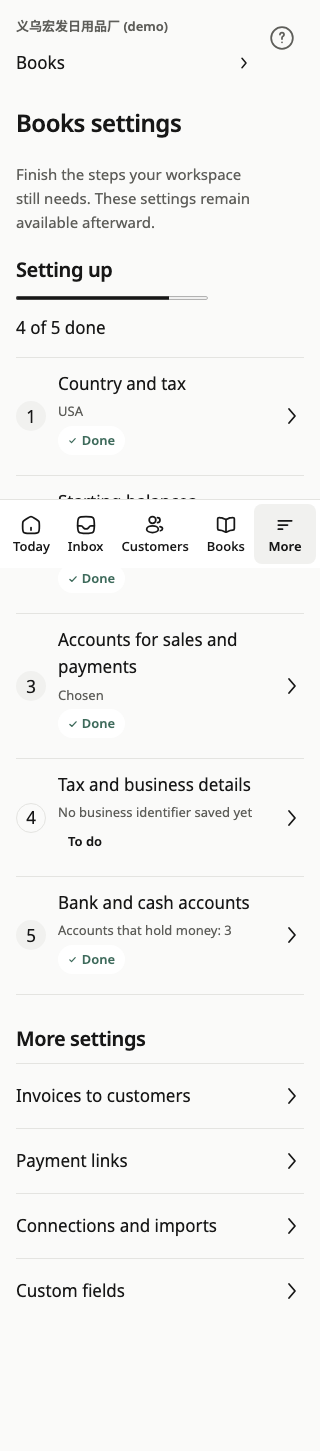 义乌宏发日用品厂 (demo)
Books
Books settings
Finish the steps your workspace
still needs. These settings remain
available afterward.
Setting up
4 of 5 done
1
Country and tax
USA
Done
Starting balances
Today
Inbox
Customers
Books
More
Done
3
Accounts for sales and
payments
Chosen
Done
4
Tax and business details
No business identifier saved yet
To do
5
Bank and cash accounts
Accounts that hold money: 3
Done
More settings
Invoices to customers
Payment links
Connections and imports
Custom fields